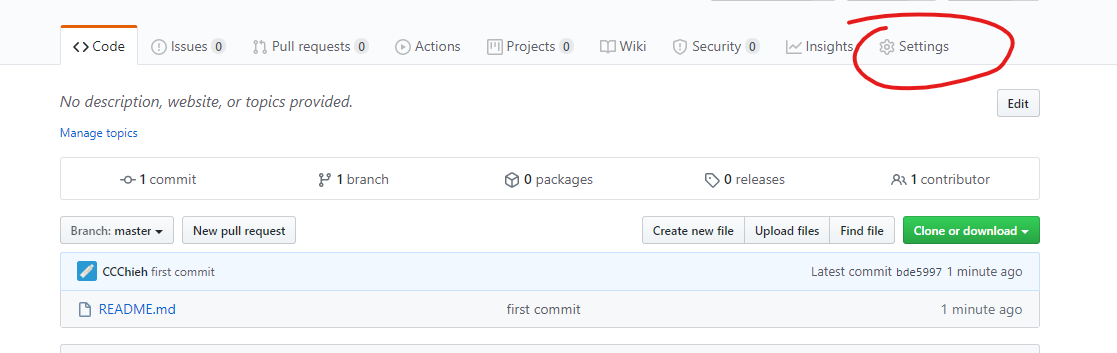 Code Issues 0 Pull requests 0 Actions Projects 0 Wiki Security 0 Insights Settings
No description, website, or topics provided. Edit
Manage topics
1 commit 1 branch 0 packages 0 releases 1 contributor
Branch: master New pull request Create new file Upload files Find file Clone or download
CCChieh first commit Latest commit bde5997 1 minute ago
README.md first commit 1 minute ago